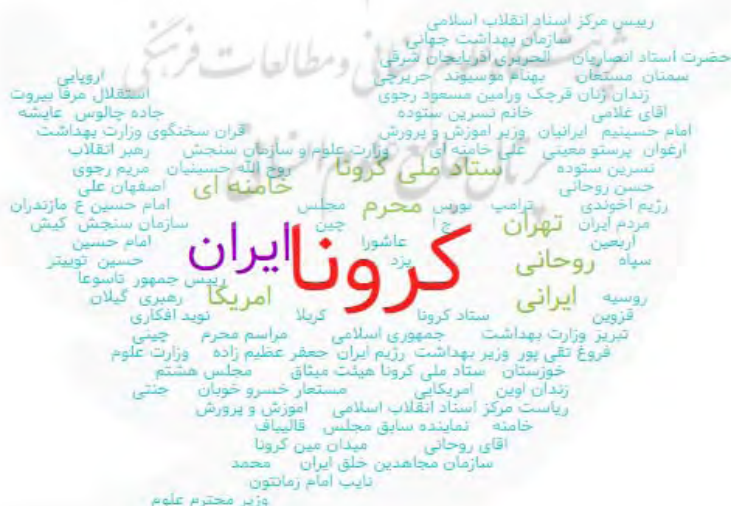 رییس مرکز اسناد انقلاب اسلامی
سازمان بهداشت جهانی
حضرت استاد انصاریان الحریری آذربایجان شرقی
سمنان مستعان بهنام موسیوند حریرچی اروپایی
زندان زنان قرچک ورامین مسعود رجوی استقلال مرفا بیروت
آقای غلامی خانم نسرین ستوده جاده چالوس عایشه
امام حسینیم ایرانیان وزیر اموزش و پرورش قران سخنگوی وزارت بهداشت
ارغوان پرستو معینی علی خامنه ای وزارت علوم و سازمان سنجش رهبر انقلاب
نسرین ستوده ستاد ملی کرونا روح الله حسینیان مریم رجوی
حسن روحانی خامنه ای اصفهان علی
رژیم اخوندی ترامپ بورس محرم مجلس امام حسین ع مازندران
مردم ایران تهران ج ا چین سازمان سنجش کیش
اربعین عاشورا امام حسین
سپاه روحانی کرونا یزد ایران حسین توییتر
رییس جمهور تاسوعا
روسیه ایرانی امریکا رهبری گیلان
قزوین ستاد کرونا کربلا نوید افکاری
تبریز وزارت بهداشت جمهوری اسلامی مراسم محرم چینی
فروغ تقی پور وزیر بهداشت رژیم ایران جعفر عظیم زاده وزارت علوم
خوزستان ستاد ملی کرونا هیئت میثاق مجلس هشتم
زندان اوین امریکایی مستعار خسرو خوبان جنتی
ریاست مرکز اسناد انقلاب اسلامی اموزش و پرورش
خامنه نماینده سابق مجلس قالیباف
اقای روحانی میدان مین کرونا
سازمان مجاهدین خلق ایران محمد
نایب امام زمانتون
وزیر محترم علوم